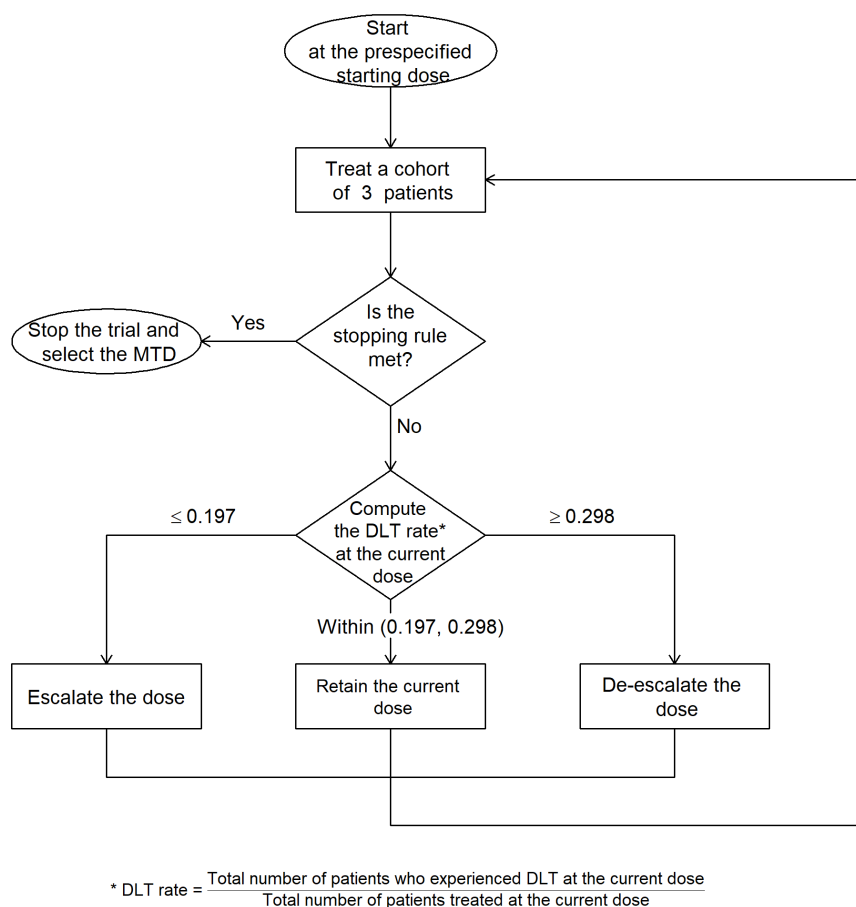 Start
at the prespecified
starting dose
Treat a cohort
of 3 patients
Is the
stopping rule
met?
Yes
Stop the trial and
select the MTD
No
Compute
the DLT rate*
at the current
dose
≤ 0.197
≥ 0.298
Within (0.197, 0.298)
Escalate the dose
Retain the current
dose
De-escalate the
dose
* DLT rate = Total number of patients who experienced DLT at the current dose
Total number of patients treated at the current dose